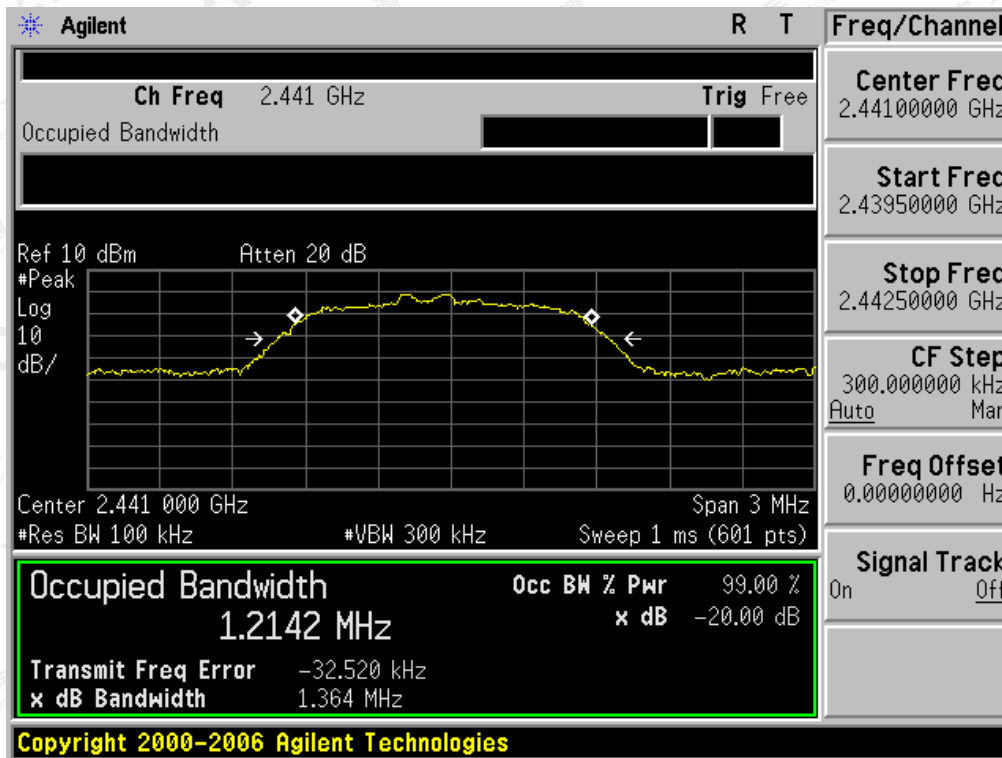 Agilent R T
Ch Freq 2.441 GHz Trig Free
Occupied Bandwidth
Ref 10 dBm Atten 20 dB
#Peak
Log
10
dB/
Center 2.441 000 GHz Span 3 MHz
#Res BW 100 kHz #VBW 300 kHz Sweep 1 ms (601 pts)
Occupied Bandwidth
1.2142 MHz
Occ BW % Pwr 99.00 %
x dB -20.00 dB
Transmit Freq Error -32.520 kHz
x dB Bandwidth 1.364 MHz
Copyright 2000-2006 Agilent Technologies
Freq/Channel
Center Freq
2.44100000 GHz
Start Freq
2.43950000 GHz
Stop Freq
2.44250000 GHz
CF Step
300.000000 kHz
Auto Man
Freq Offset
0.00000000 Hz
Signal Track
On Off